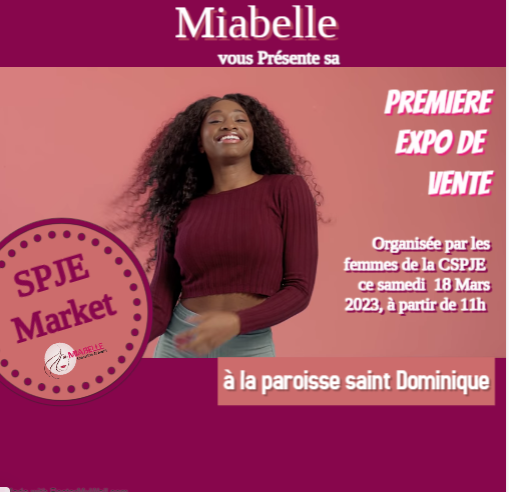 Miabelle
vous Présente sa
PREMIERE
EXPO DE
VENTE
Organisée par les
femmes de la CSPJE
ce samedi 18 Mars
2023, à partir de 11h
SPJE
Market
MIABELLE
à la paroisse saint Dominique